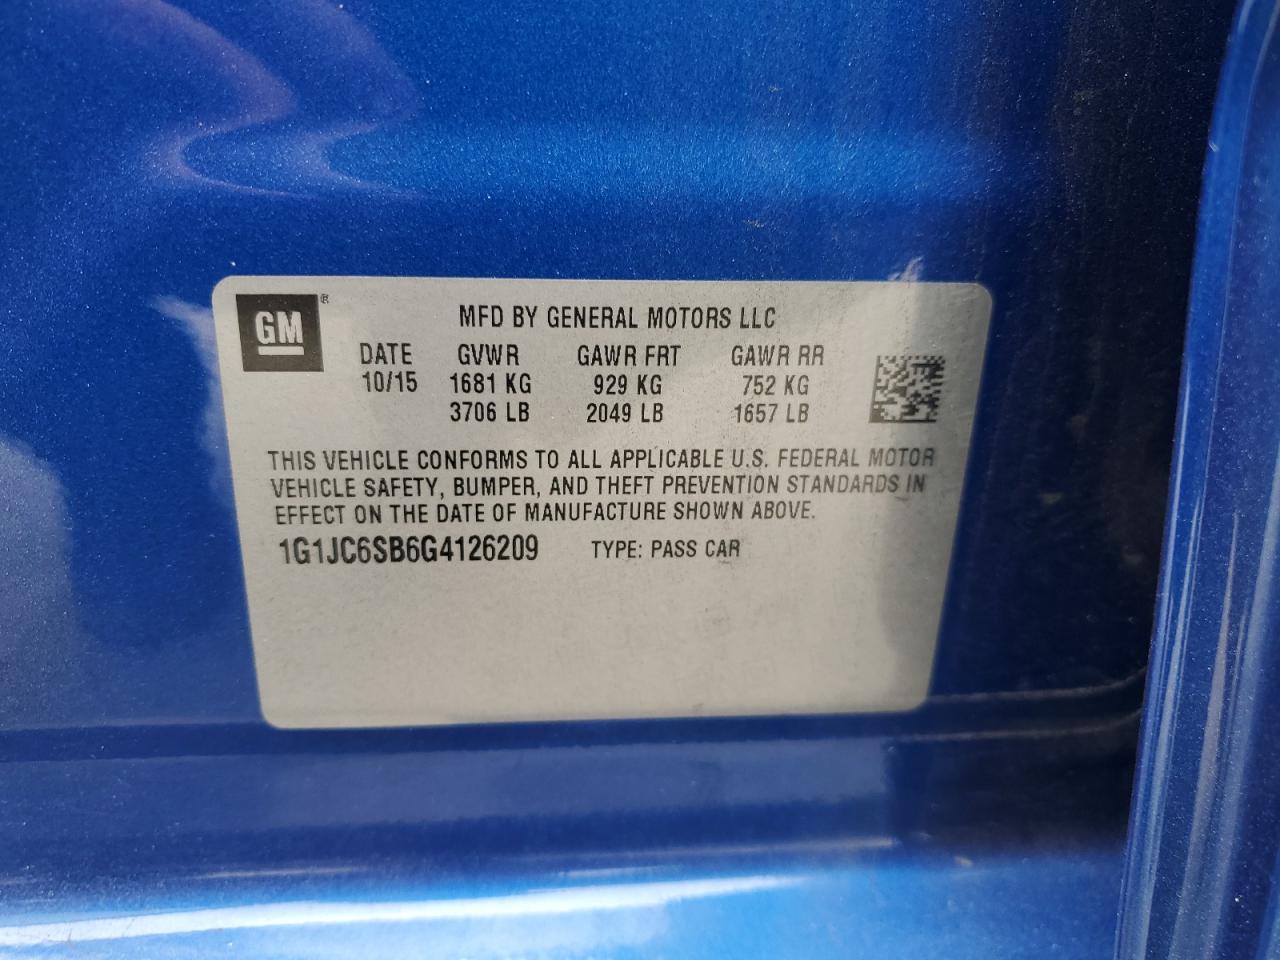 GM ®
MFD BY GENERAL MOTORS LLC
DATE GVWR GAWR FRT GAWR RR
10/15 1681 KG 929 KG 752 KG
3706 LB 2049 LB 1657 LB
THIS VEHICLE CONFORMS TO ALL APPLICABLE U.S. FEDERAL MOTOR
VEHICLE SAFETY, BUMPER, AND THEFT PREVENTION STANDARDS IN
EFFECT ON THE DATE OF MANUFACTURE SHOWN ABOVE.
1G1JC6SB6G4126209 TYPE: PASS CAR